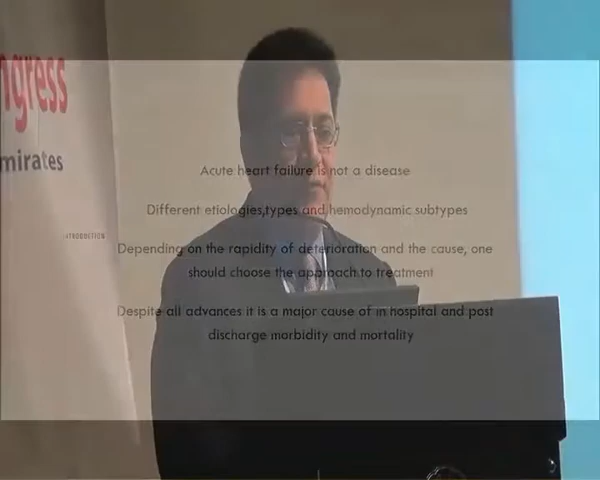 ngress
mirates
INTRODUCTION
Acute heart failure is not a disease
Different etiologies,types and hemodynamic subtypes
Depending on the rapidity of deterioration and the cause, one
should choose the approach to treatment
Despite all advances it is a major cause of in hospital and post
discharge morbidity and mortality